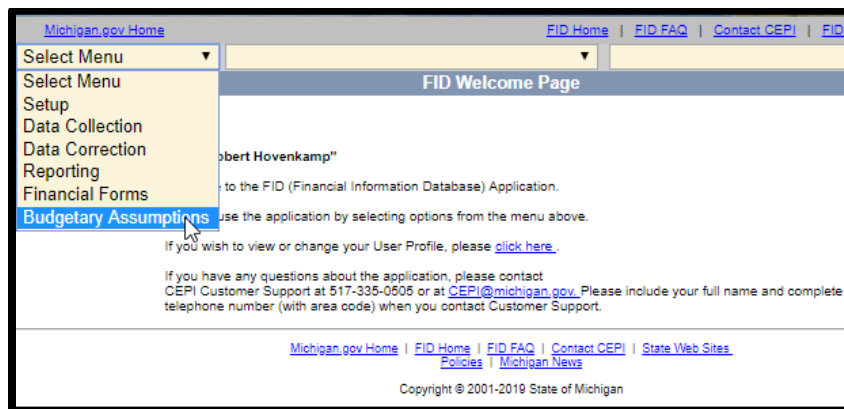 Michigan.gov Home FID Home | FID FAQ | Contact CEPI | FID
Select Menu
FID Welcome Page
Select Menu
Setup
Data Collection
Data Correction
Reporting
Financial Forms
Budgetary Assumptions
obert Hovenkamp"
to the FID (Financial Information Database) Application.
use the application by selecting options from the menu above.
If you wish to view or change your User Profile, please click here .
If you have any questions about the application, please contact
CEPI Customer Support at 517-335-0505 or at CEPI@michigan.gov. Please include your full name and complete
telephone number (with area code) when you contact Customer Support.
Michigan.gov Home | FID Home | FID FAQ | Contact CEPI | State Web Sites
Policies | Michigan News
Copyright © 2001-2019 State of Michigan